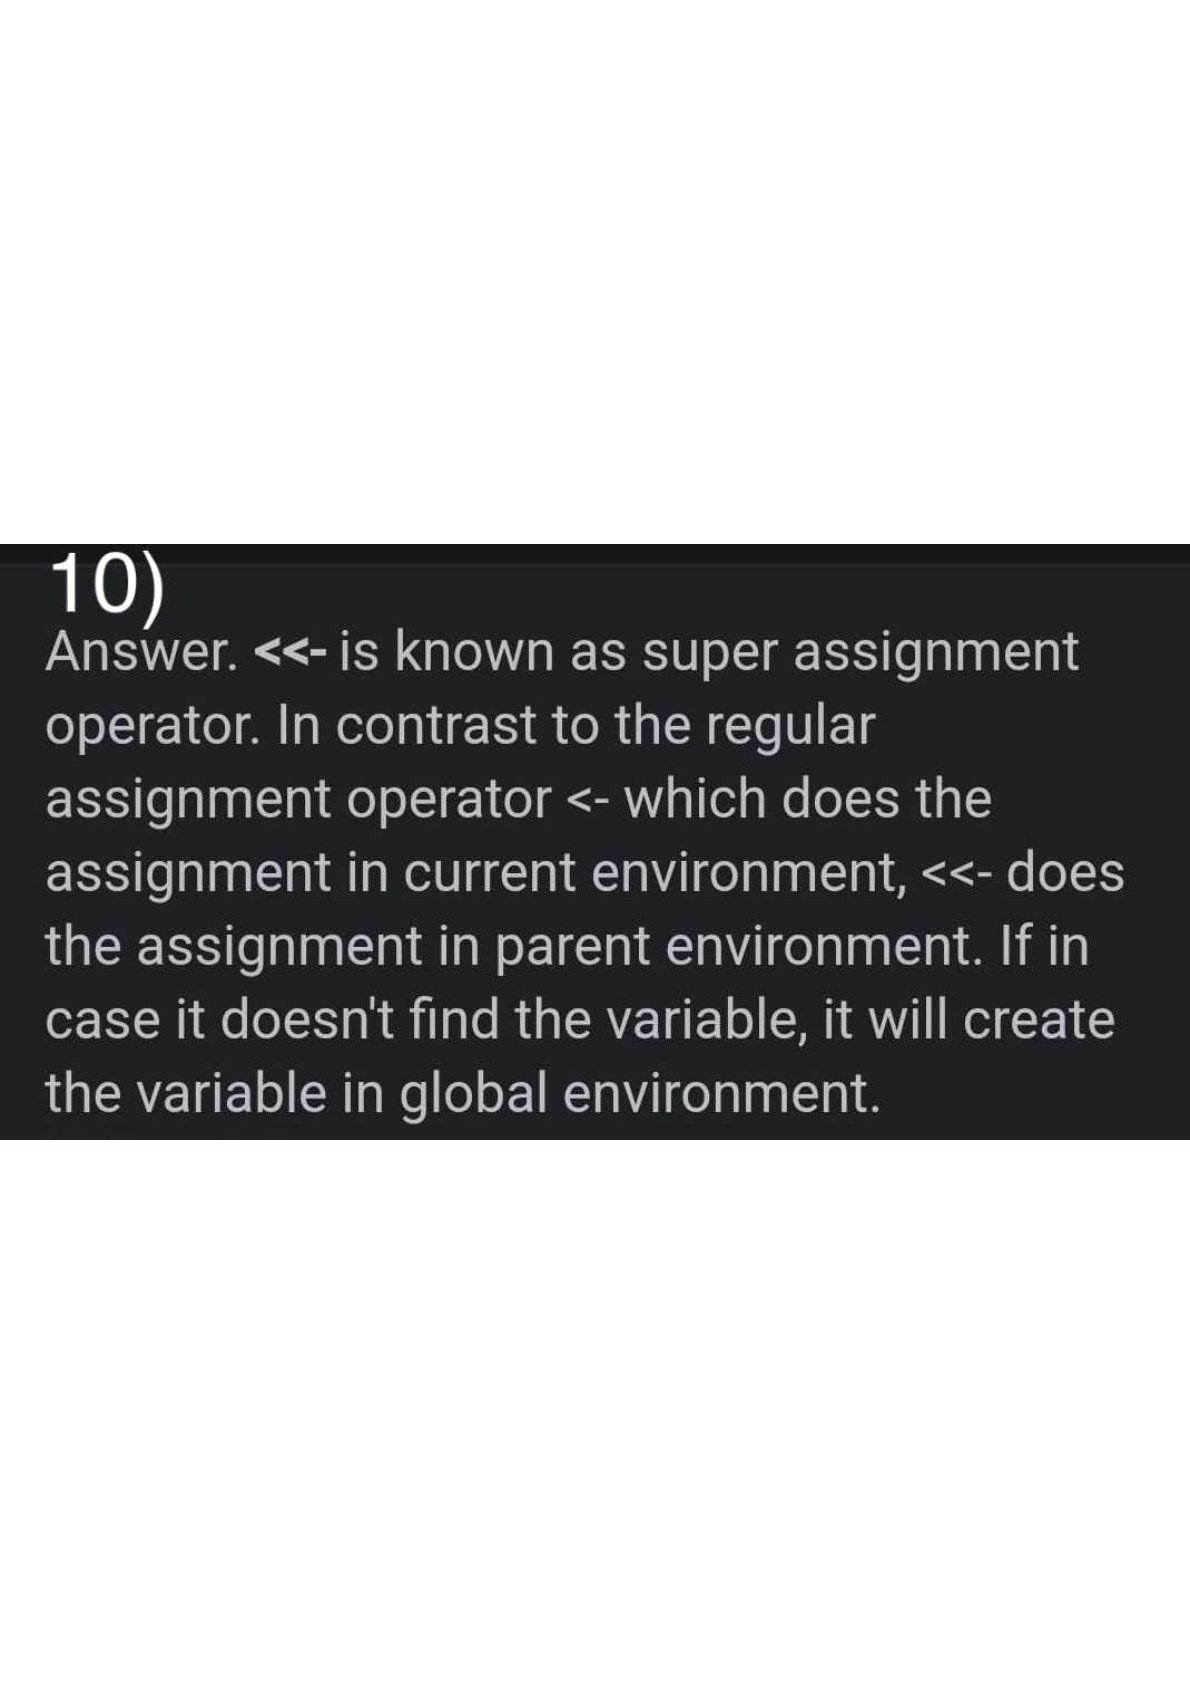 10)
Answer. <<- is known as super assignment
operator. In contrast to the regular
assignment operator <- which does the
assignment in current environment, <<- does
the assignment in parent environment. If in
case it doesn't find the variable, it will create
the variable in global environment.